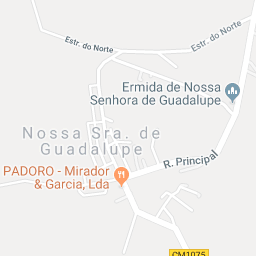 Estr. do Norte
Estr. do Norte
Ermida de Nossa
Senhora de Guadalupe
Nossa Sra. de
Guadalupe
R. Principal
PADORO - Mirador
& Garcia, Lda
CM1075